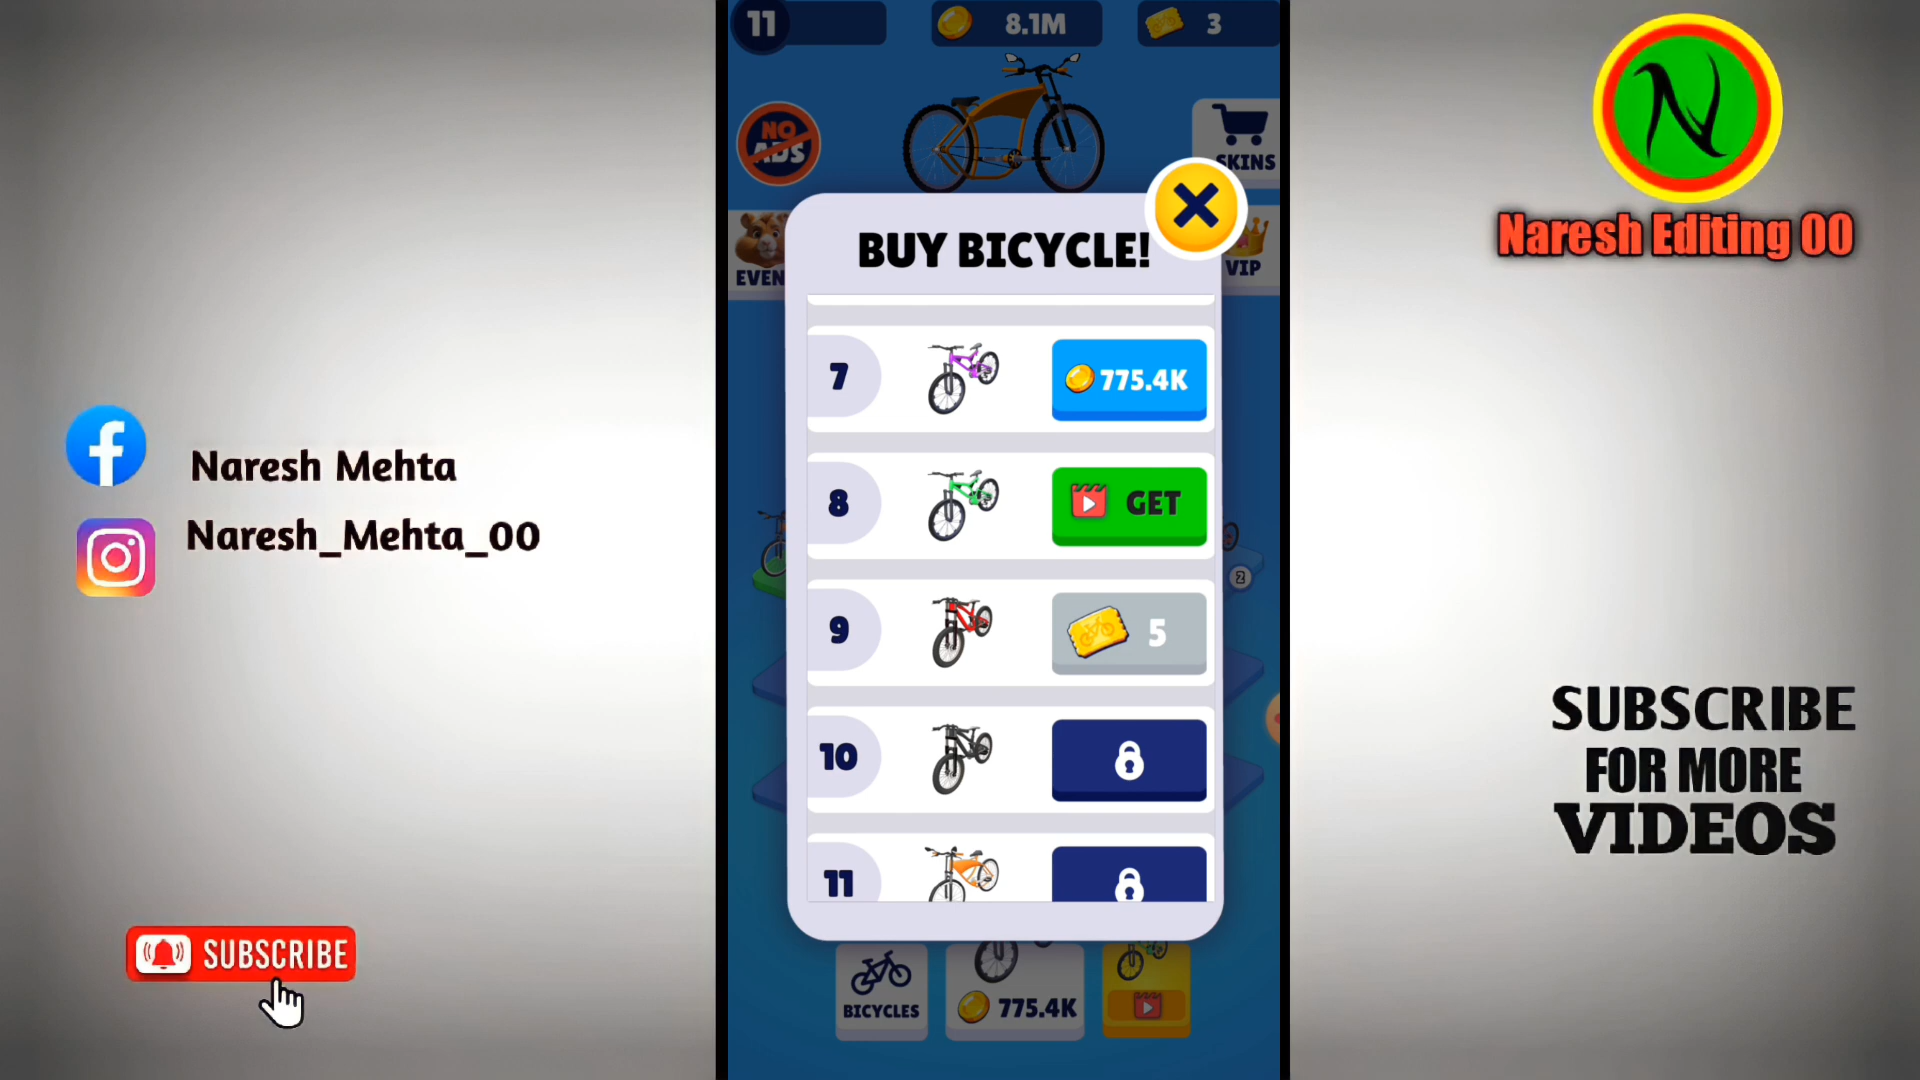 11
8.1M
3
NO
ADS
SKINS
EVEN
VIP
BUY BICYCLE!
7
775.4K
8
GET
9
5
10
11
2
BICYCLES
775.4K
Naresh Mehta
Naresh_Mehta_00
SUBSCRIBE
N
Naresh Editing 00
SUBSCRIBE
FOR MORE
VIDEOS